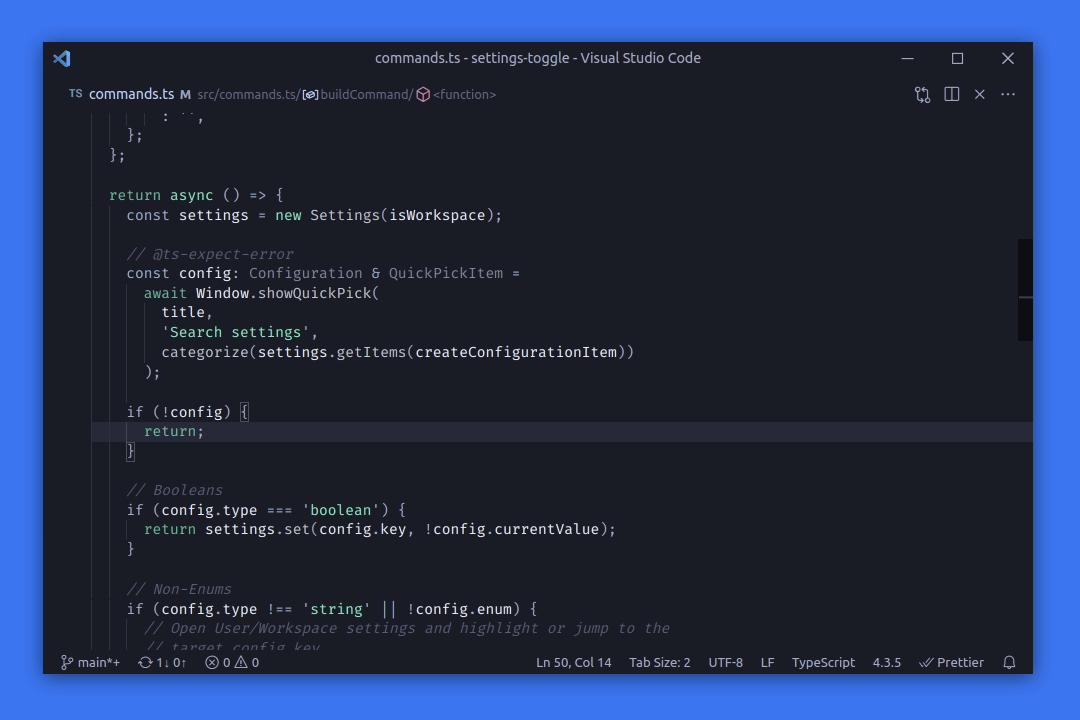 commands.ts - settings-toggle - Visual Studio Code
TS commands.ts M src/commands.ts/buildCommand/<function>
: ``,
};
};
return async () => {
const settings = new Settings(isWorkspace);
// @ts-expect-error
const config: Configuration & QuickPickItem =
await Window.showQuickPick(
title,
'Search settings',
categorize(settings.getItems(createConfigurationItem))
);
if (!config) {
return;
}
// Booleans
if (config.type === 'boolean') {
return settings.set(config.key, !config.currentValue);
}
// Non-Enums
if (config.type !== 'string' || !config.enum) {
// Open User/Workspace settings and highlight or jump to the
// target config key
main*+ 1↓ 0↑ 0 0 Ln 50, Col 14 Tab Size: 2 UTF-8 LF TypeScript 4.3.5 Prettier